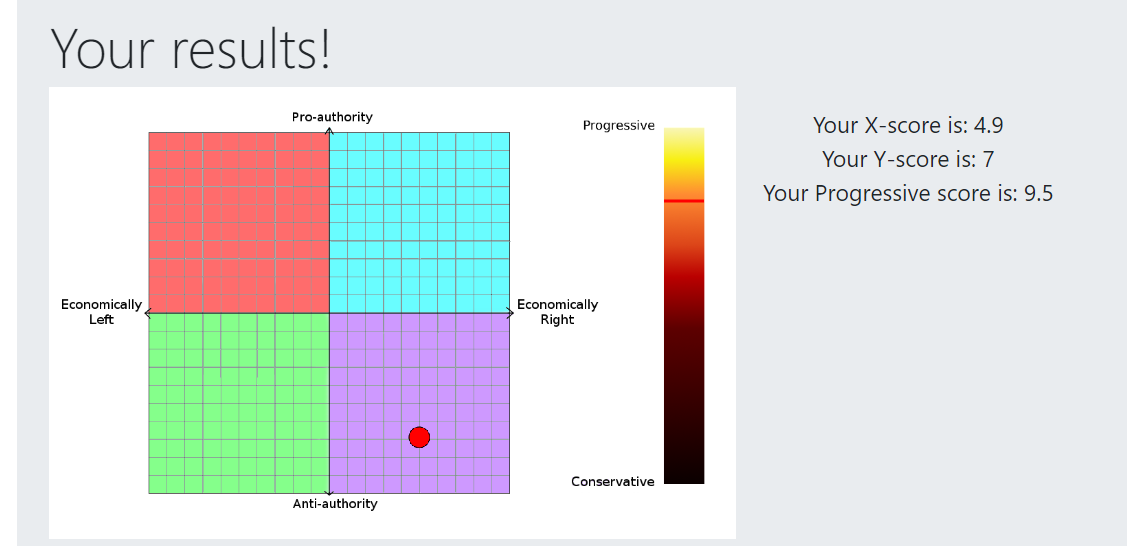 Your results!
Pro-authority
Economically
Left
Economically
Right
Anti-authority
Progressive
Conservative
Your X-score is: 4.9
Your Y-score is: 7
Your Progressive score is: 9.5